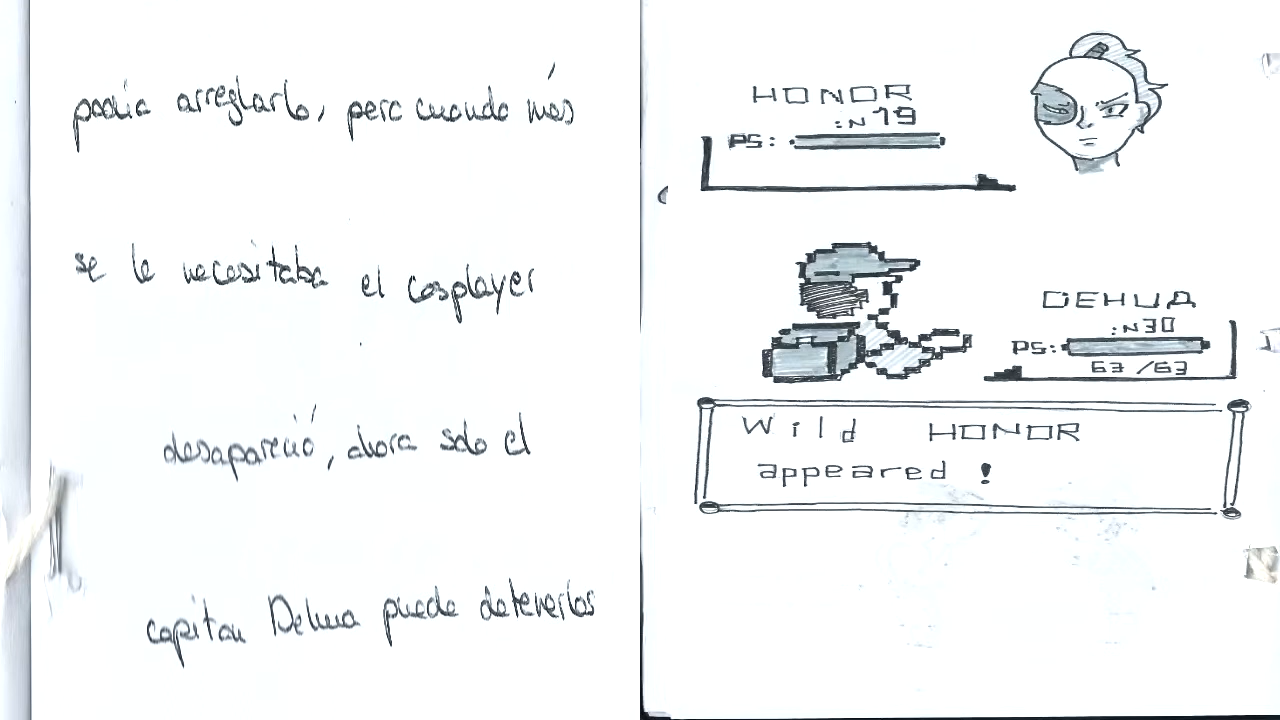 podía arreglarlo, pero cuando más
se le necesitaba el cosplayer
desapareció, ahora solo el
capitan Dehua puede detenerlos
HONOR
:N19
PS:
DEHUA
:N30
PS:
63 /63
Wild HONOR
appeared !